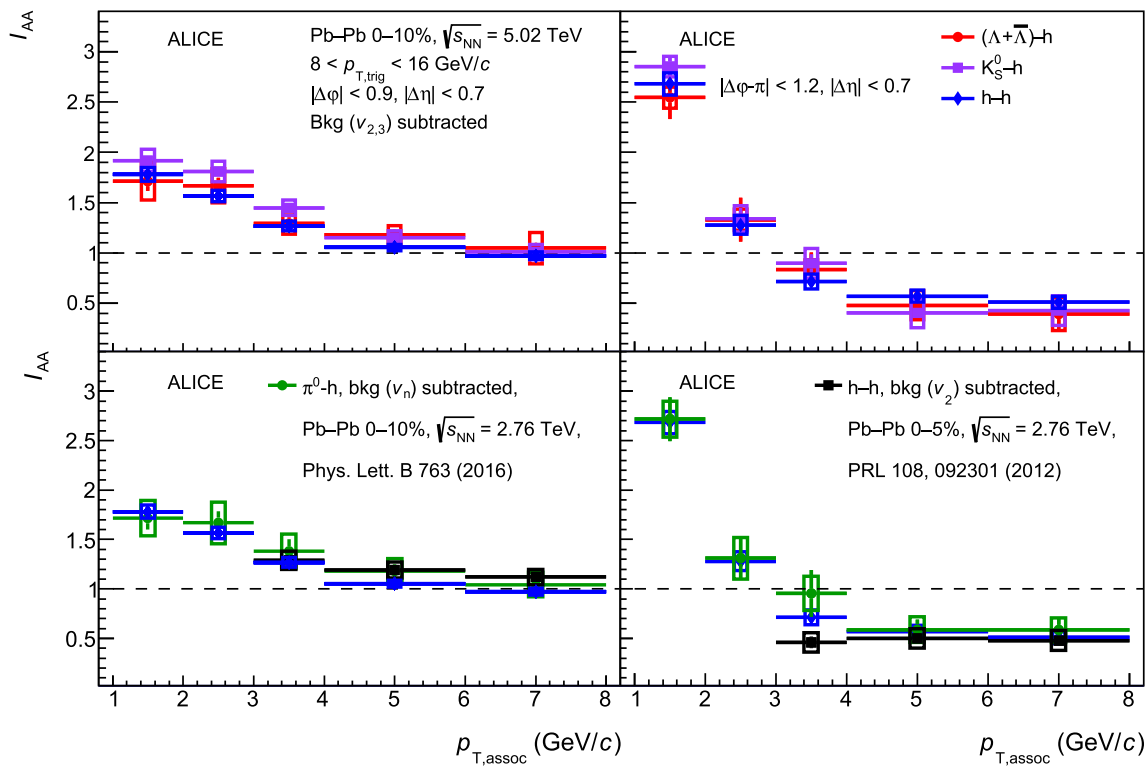 I_AA
ALICE
Pb–Pb 0–10%, √s_NN = 5.02 TeV
8 < p_T,trig < 16 GeV/c
|Δφ| < 0.9, |Δη| < 0.7
Bkg (v_2,3) subtracted
3
2
1.5
1
0.5
ALICE
(Λ+Λ̅)–h
K_S^0–h
h–h
|Δφ-π| < 1.2, |Δη| < 0.7
I_AA
ALICE
π⁰-h, bkg (v_n) subtracted,
Pb–Pb 0–10%, √s_NN = 2.76 TeV,
Phys. Lett. B 763 (2016)
3
2
1.5
1
0.5
ALICE
h–h, bkg (v_2) subtracted,
Pb–Pb 0–5%, √s_NN = 2.76 TeV,
PRL 108, 092301 (2012)
1 2 3 4 5 6 7 8
1 2 3 4 5 6 7 8
p_T,assoc (GeV/c)
p_T,assoc (GeV/c)